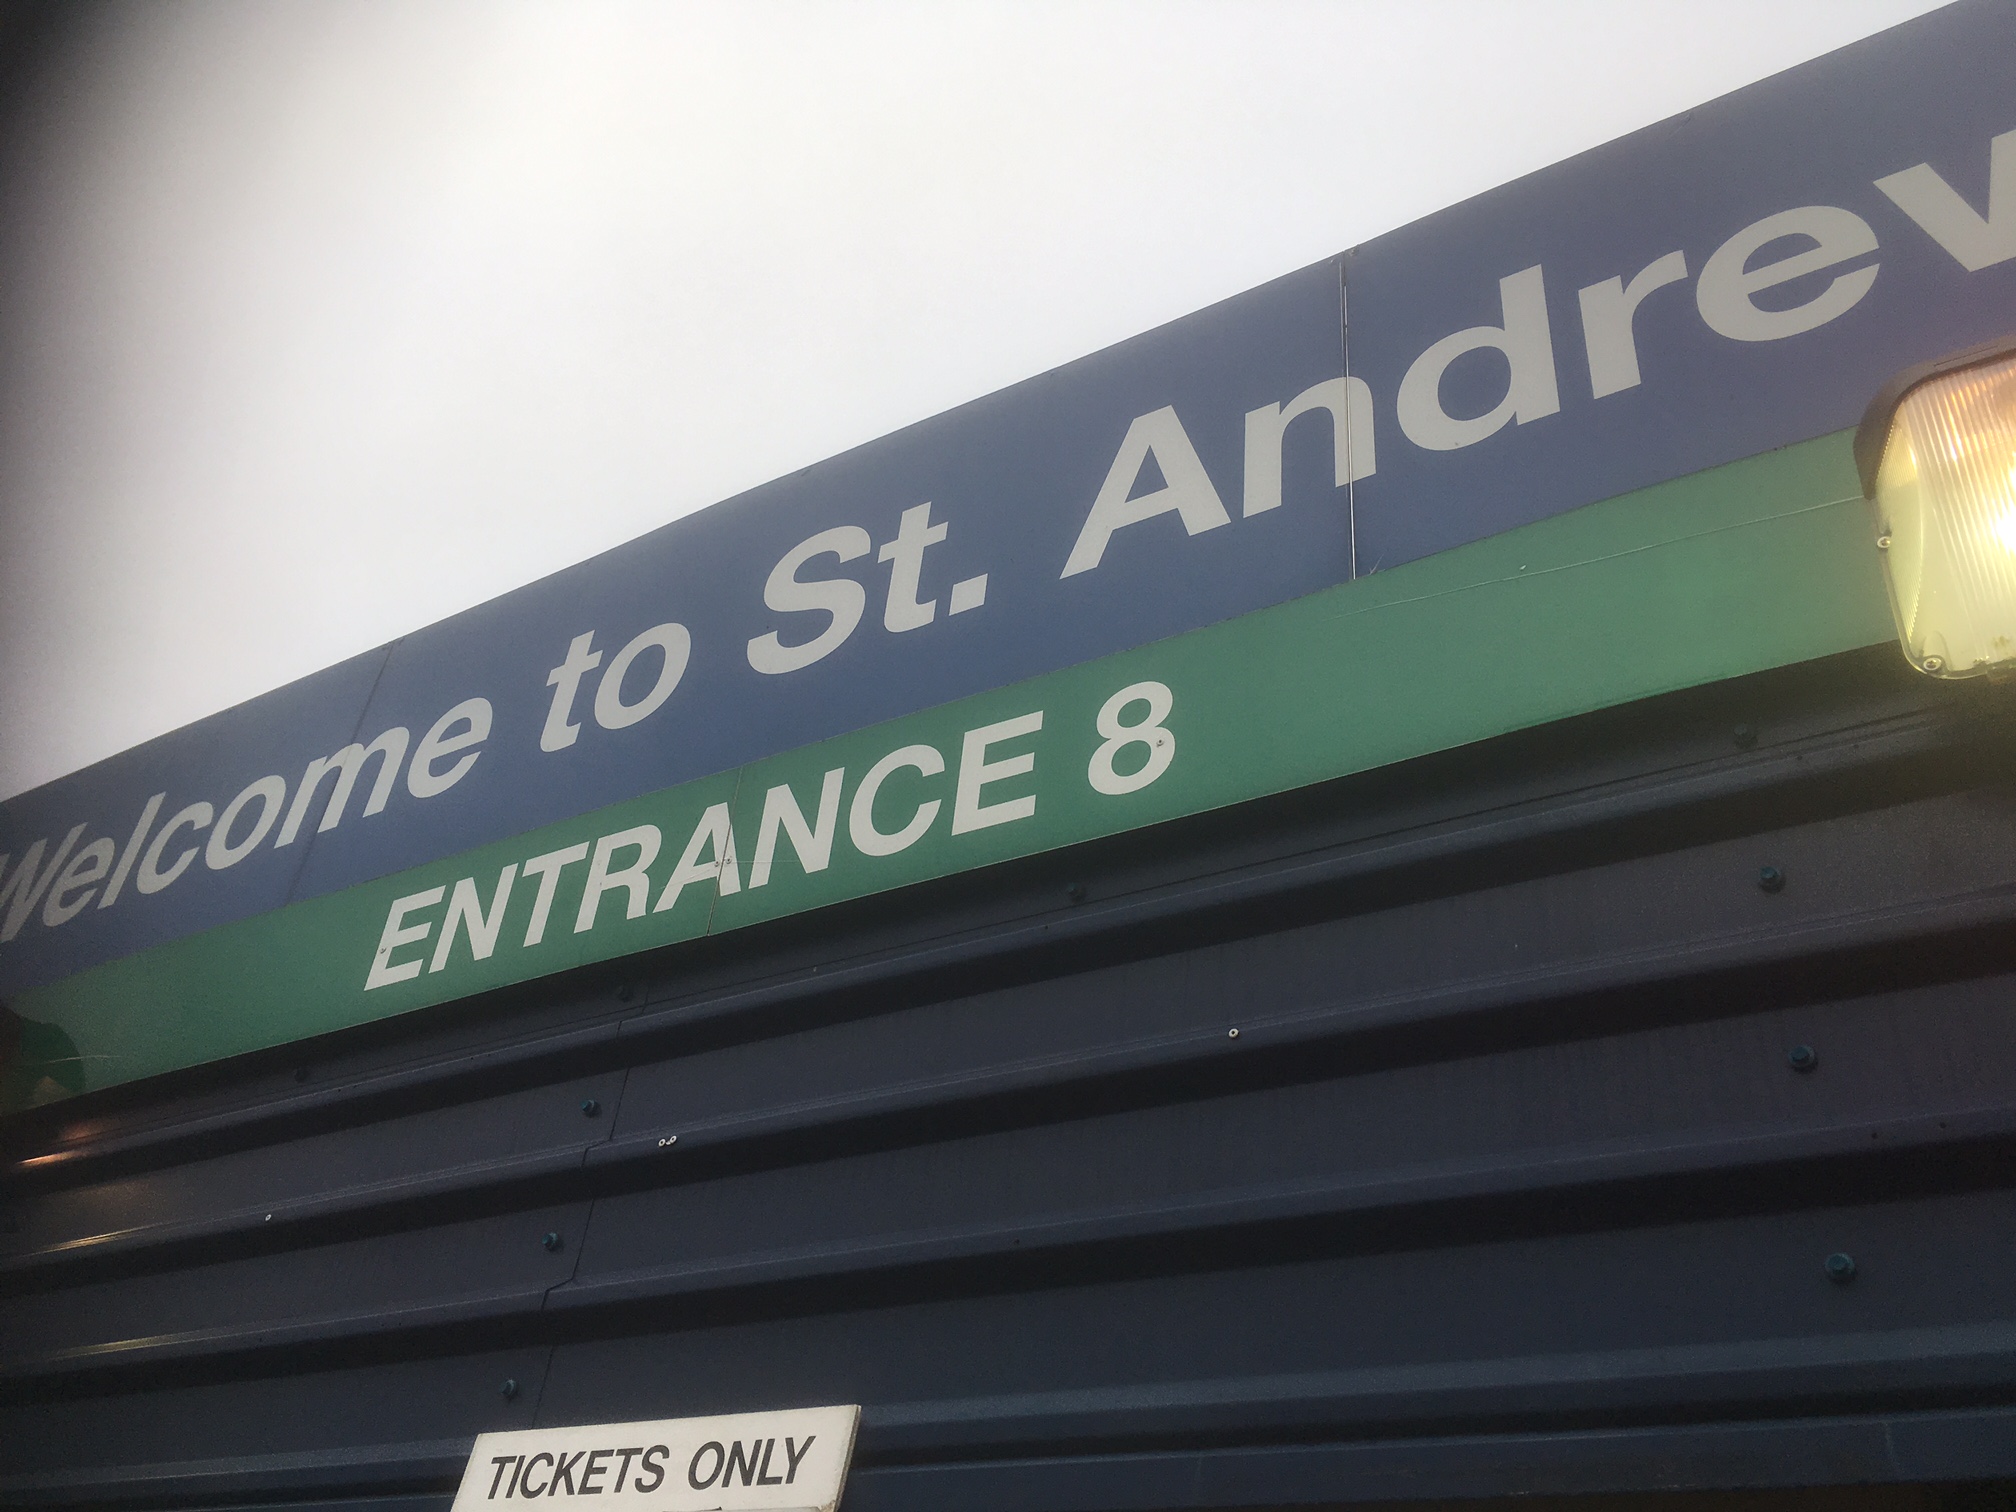 Welcome to St. Andrew
ENTRANCE 8
TICKETS ONLY